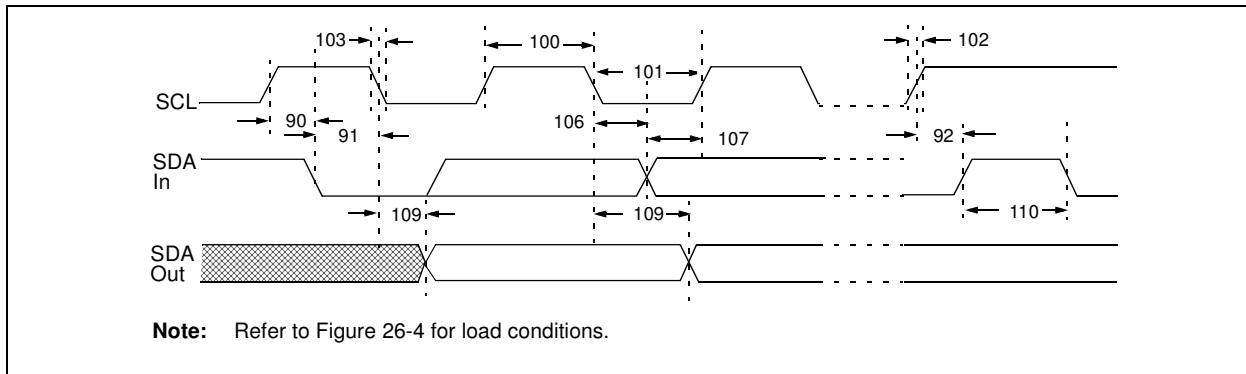 103
100
102
101
SCL
90
91
106
107
92
SDA
In
109
109
110
SDA
Out
Note: Refer to Figure 26-4 for load conditions.